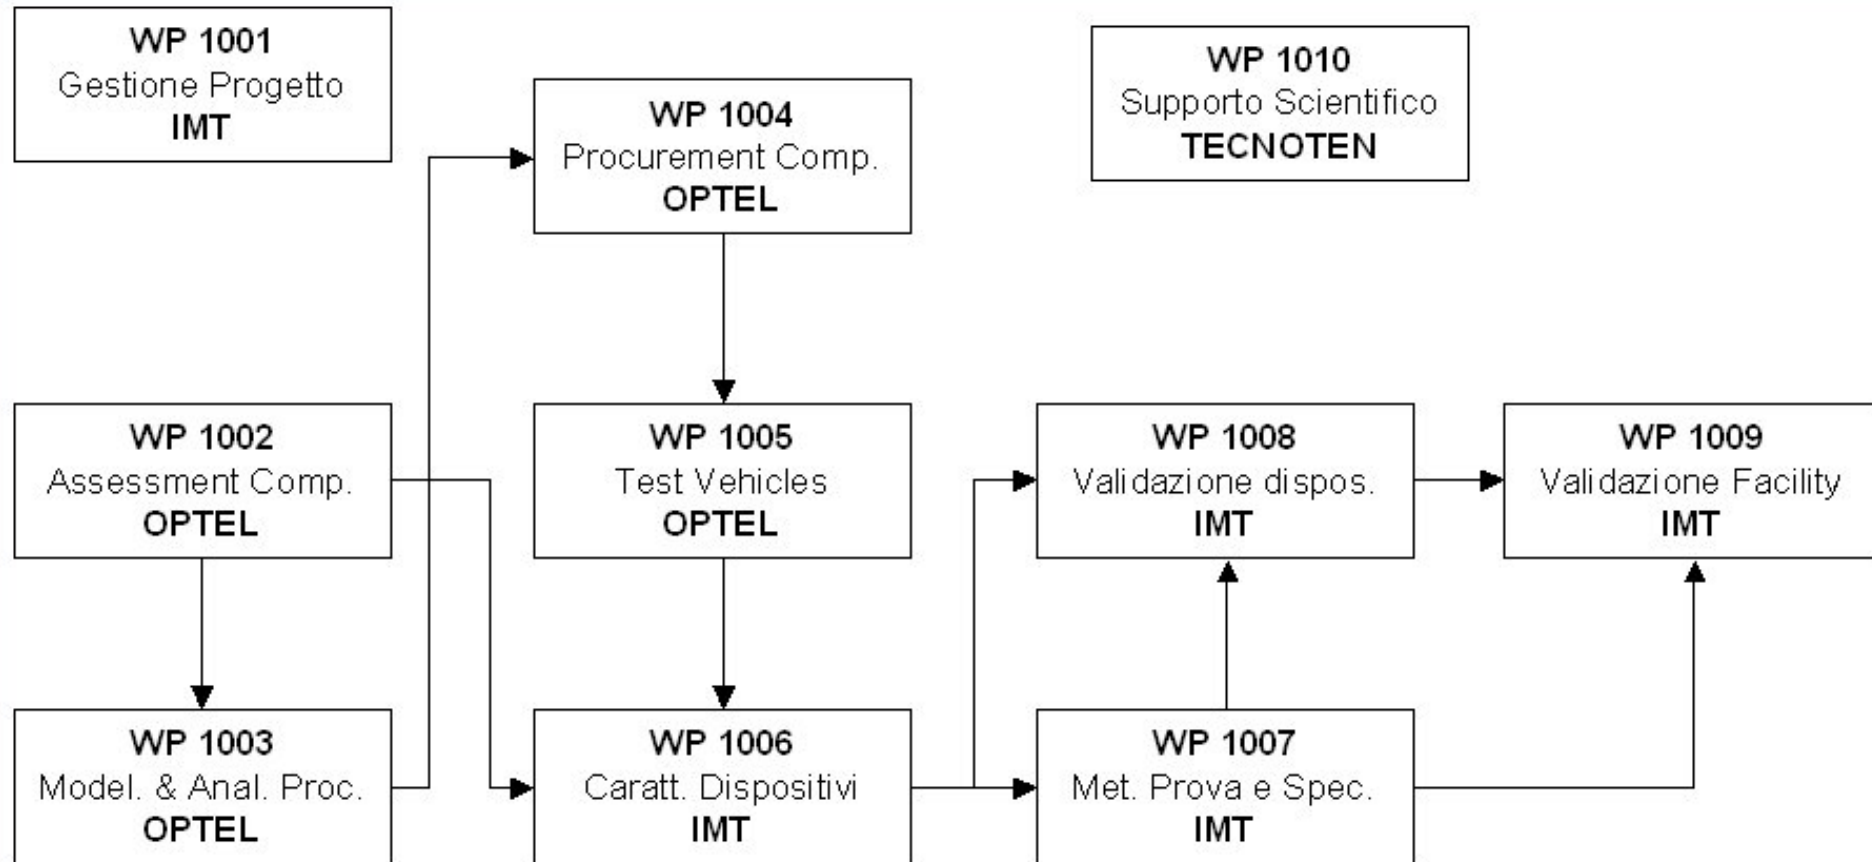 WP 1001
Gestione Progetto
IMT
WP 1010
Supporto Scientifico
TECNOTEN
WP 1004
Procurement Comp.
OPTEL
WP 1002
Assessment Comp.
OPTEL
WP 1005
Test Vehicles
OPTEL
WP 1008
Validazione dispos.
IMT
WP 1009
Validazione Facility
IMT
WP 1003
Model. & Anal. Proc.
OPTEL
WP 1006
Caratt. Dispositivi
IMT
WP 1007
Met. Prova e Spec.
IMT